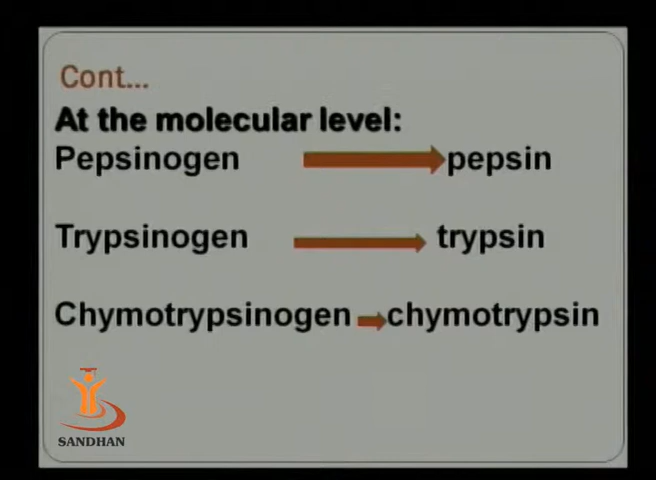 Cont...
At the molecular level:
Pepsinogen pepsin
Trypsinogen trypsin
Chymotrypsinogen chymotrypsin
SANDHAN